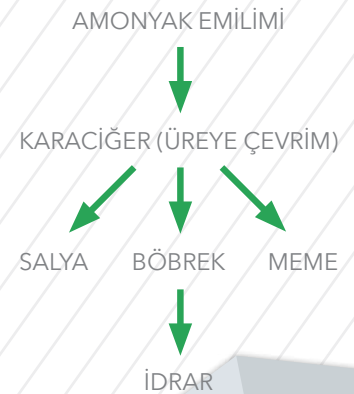 AMONYAK EMİLİMİ
KARACİĞER (ÜREYE ÇEVRİM)
SALYA BÖBREK MEME
İDRAR